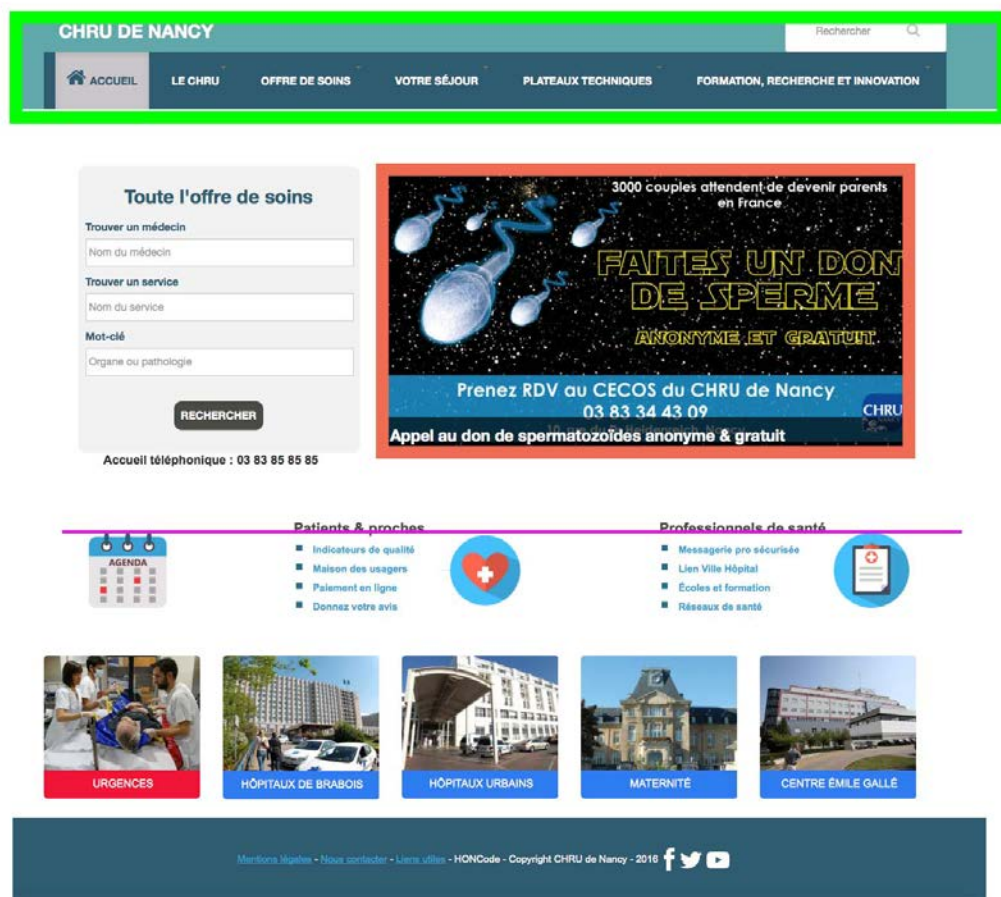 CHRU DE NANCY
Rechercher
ACCUEIL LE CHRU OFFRE DE SOINS VOTRE SÉJOUR PLATEAUX TECHNIQUES FORMATION, RECHERCHE ET INNOVATION
Toute l'offre de soins
Trouver un médecin
Nom du médecin
Trouver un service
Nom du service
Mot-clé
Organe ou pathologie
RECHERCHER
Accueil téléphonique : 03 83 85 85 85
3000 couples attendent de devenir parents
en France
FAITES UN DON
DE SPERME
ANONYME ET GRATUIT
Prenez RDV au CECOS du CHRU de Nancy
03 83 34 43 09
CHRU
Appel au don de spermatozoïdes anonyme & gratuit
AGENDA
Patients & proches
Indicateurs de qualité
Maison des usagers
Paiement en ligne
Donnez votre avis
Professionnels de santé
Messagerie pro sécurisée
Lien Ville Hôpital
Écoles et formation
Réseaux de santé
URGENCES
HÔPITAUX DE BRABOIS
HÔPITAUX URBAINS
MATERNITÉ
CENTRE ÉMILE GALLÉ
Mentions légales - Nous contacter - Liens utiles - HONCode - Copyright CHRU de Nancy - 2016